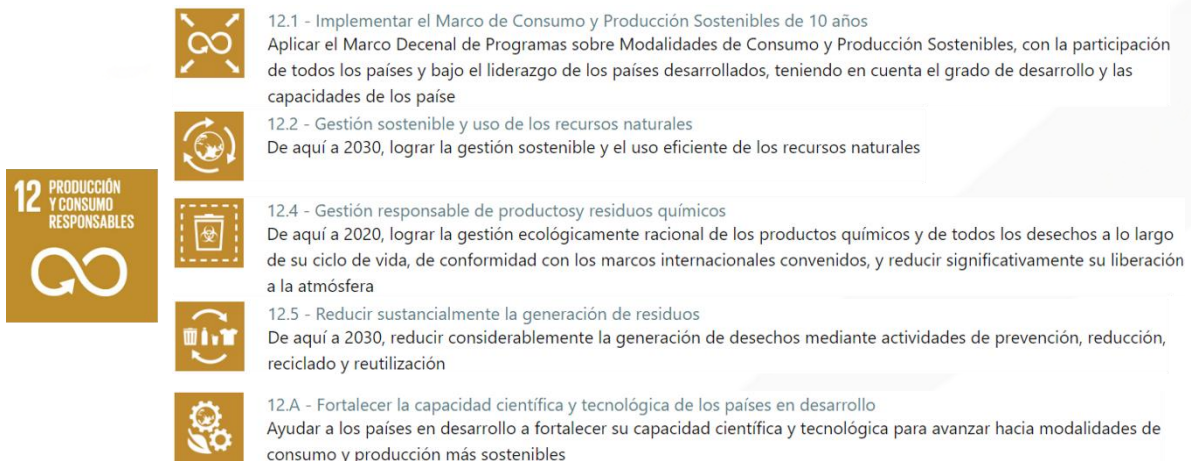 12.1 - Implementar el Marco de Consumo y Producción Sostenibles de 10 años
Aplicar el Marco Decenal de Programas sobre Modalidades de Consumo y Producción Sostenibles, con la participación
de todos los países y bajo el liderazgo de los países desarrollados, teniendo en cuenta el grado de desarrollo y las
capacidades de los paíse
12.2 - Gestión sostenible y uso de los recursos naturales
De aquí a 2030, lograr la gestión sostenible y el uso eficiente de los recursos naturales
12 PRODUCCIÓN
Y CONSUMO
RESPONSABLES
12.4 - Gestión responsable de productosy residuos químicos
De aquí a 2020, lograr la gestión ecológicamente racional de los productos químicos y de todos los desechos a lo largo
de su ciclo de vida, de conformidad con los marcos internacionales convenidos, y reducir significativamente su liberación
a la atmósfera
12.5 - Reducir sustancialmente la generación de residuos
De aquí a 2030, reducir considerablemente la generación de desechos mediante actividades de prevención, reducción,
reciclado y reutilización
12.A - Fortalecer la capacidad científica y tecnológica de los países en desarrollo
Ayudar a los países en desarrollo a fortalecer su capacidad científica y tecnológica para avanzar hacia modalidades de
consumo y producción más sostenibles